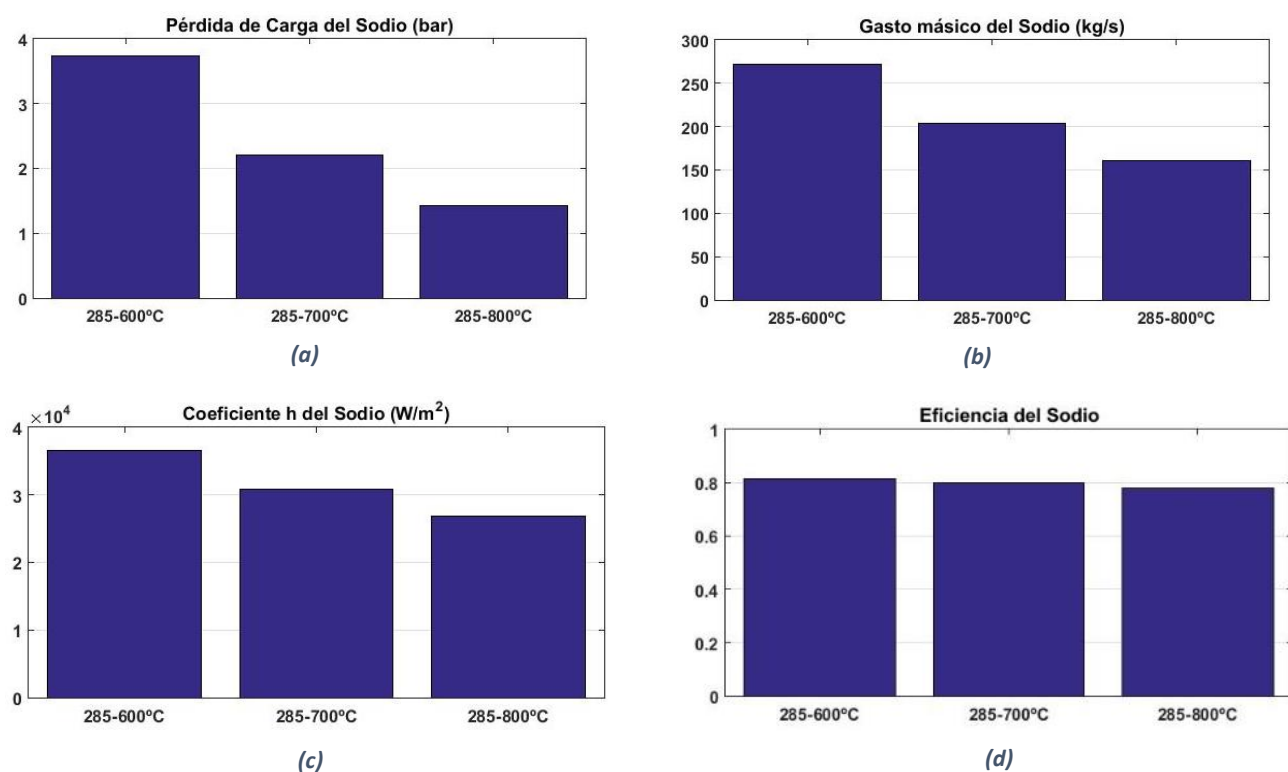 Pérdida de Carga del Sodio (bar)
4
3
2
1
0
285-600ºC 285-700ºC 285-800ºC
(a)
Gasto másico del Sodio (kg/s)
300
250
200
150
100
50
0
285-600ºC 285-700ºC 285-800ºC
(b)
×10⁴ Coeficiente h del Sodio (W/m²)
4
3
2
1
0
285-600ºC 285-700ºC 285-800ºC
(c)
Eficiencia del Sodio
1
0.8
0.6
0.4
0.2
0
285-600ºC 285-700ºC 285-800ºC
(d)